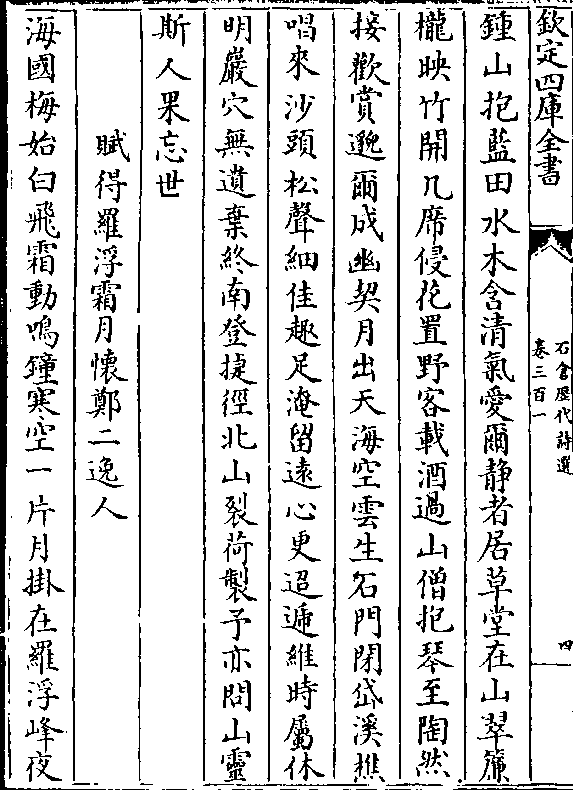 欽定四庫全書
石倉歷代詩選
卷三百一
四
鍾山抱藍田水木含清氣愛爾静者居草堂在山翠簾
櫳映竹開几席侵花置野客載酒過山僧抱琴至陶然
接歡賞邈爾成幽契月出天海空雲生石門閉岱溪樵
唱來沙頭松聲細佳趣足淹留遠心更迢遞維時屬休
明巖穴無遺棄終南登捷徑北山裂荷製予亦問山靈
斯人果忘世
賦得羅浮霜月懷鄭二逸人
海國梅始白飛霜動鳴鐘寒空一片月掛在羅浮峰夜